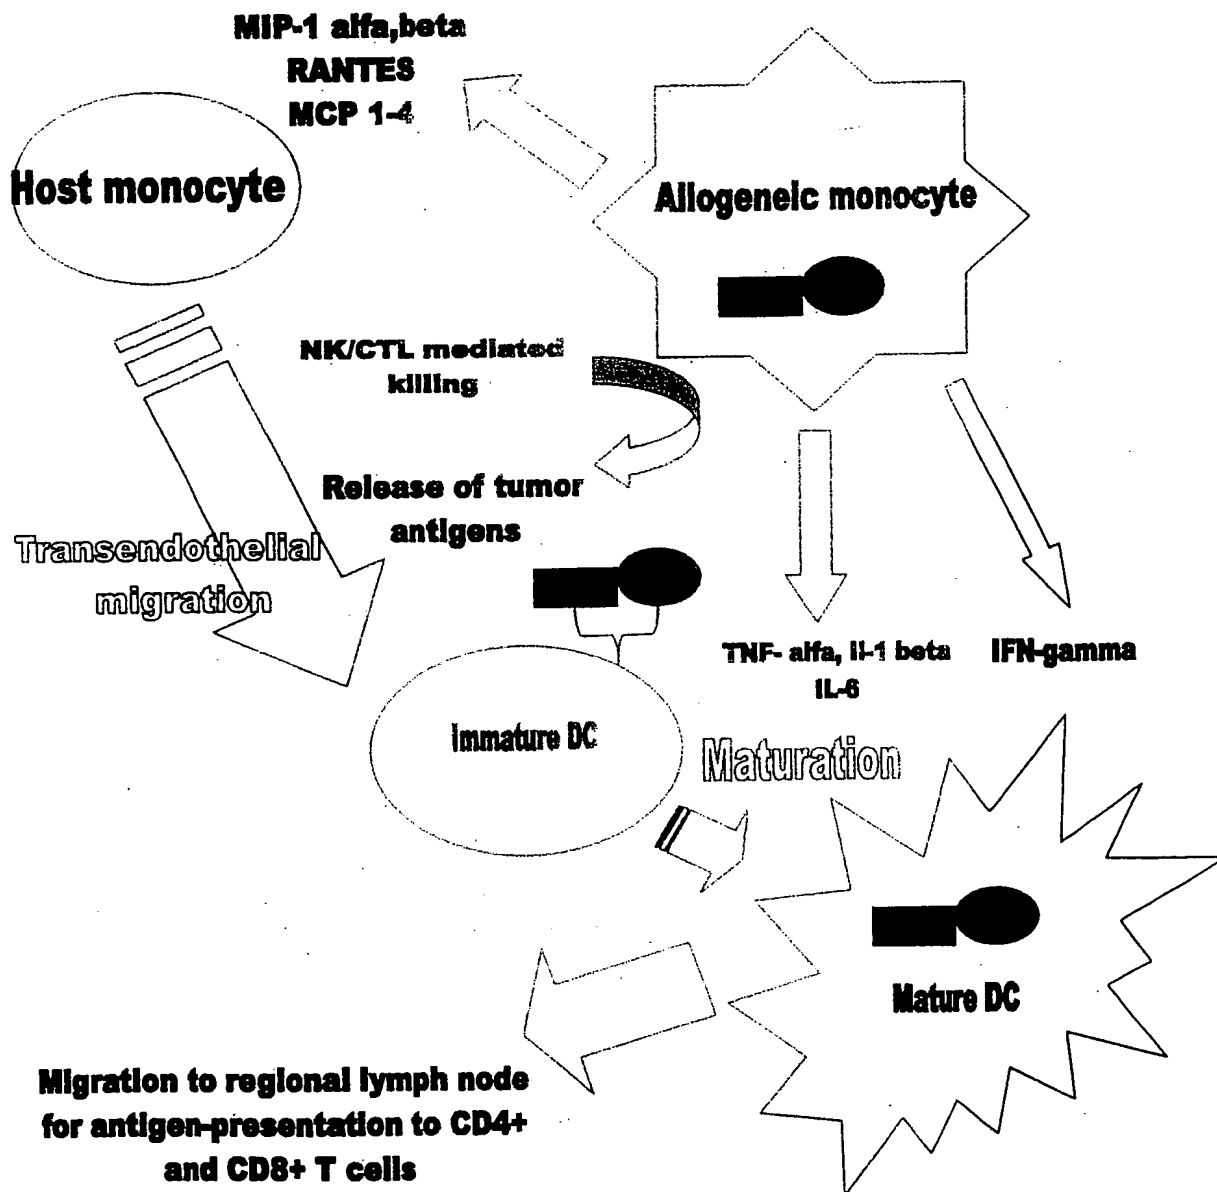 MIP-1 alfa,beta
RANTES
MCP 1-4
Host monocyte
Allogeneic monocyte
NK/CTL mediated
killing
Release of tumor
antigens
Transendothelial
migration
TNF- alfa, Il-1 beta
IL-6
IFN-gamma
Immature DC
Maturation
Mature DC
Migration to regional lymph node
for antigen-presentation to CD4+
and CD8+ T cells